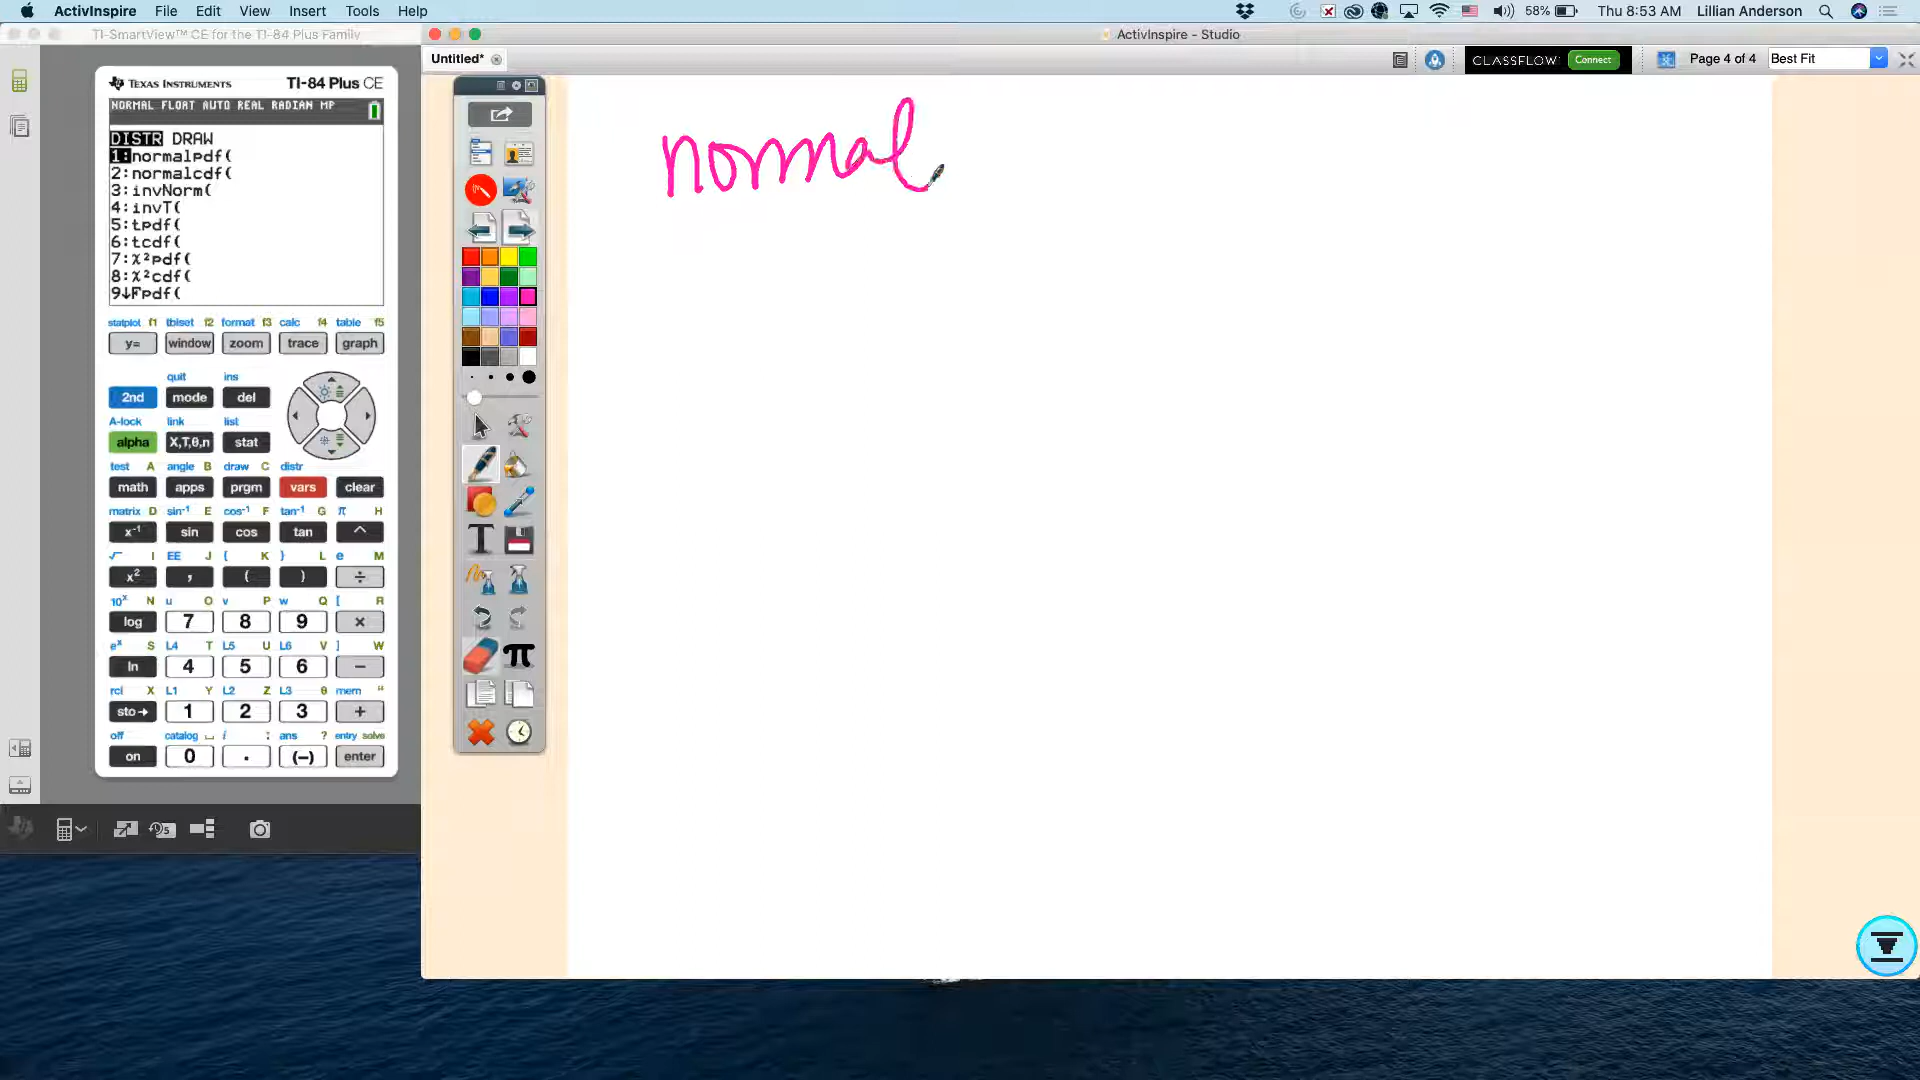 ActivInspire File Edit View Insert Tools Help 58% Thu 8:53 AM Lillian Anderson
TI-SmartView™ CE for the TI-84 Plus Family
ActivInspire - Studio
Untitled*
CLASSFLOW Connect Page 4 of 4 Best Fit
TEXAS INSTRUMENTS TI-84 Plus CE
NORMAL FLOAT AUTO REAL RADIAN MP
DISTR DRAW
1:normalpdf(
2:normalcdf(
3:invNorm(
4:invT(
5:tpdf(
6:tcdf(
7:χ²pdf(
8:χ²cdf(
9↓Fpdf(
normal
statplot f1 tblset f2 format f3 calc f4 table f5
y= window zoom trace graph
quit ins
2nd mode del
A-lock link list
alpha X,T,θ,n stat
test A angle B draw C distr
math apps prgm vars clear
matrix D sin⁻¹ E cos⁻¹ F tan⁻¹ G π H
x⁻¹ sin cos tan ^
√ I EE J { K } L e M
x² , ( ) ÷
10ˣ N u O v P w Q [ R
log 7 8 9 ×
eˣ S L4 T L5 U L6 V ] W
ln 4 5 6 −
rcl X L1 Y L2 Z L3 θ mem "
sto→ 1 2 3 +
off catalog ⎵ i : ans ? entry solve
on 0 . (−) enter
T
π